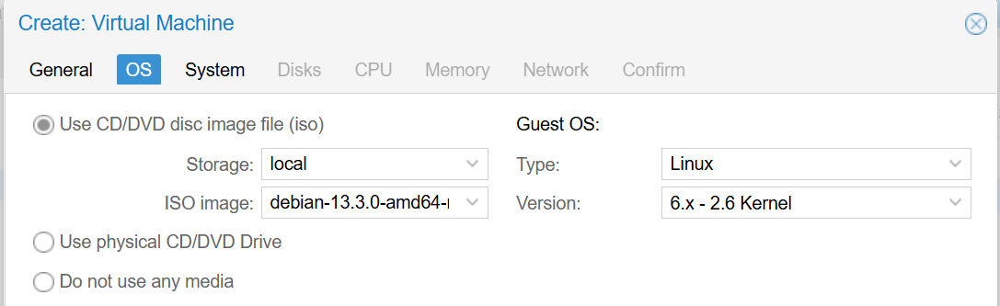 Create: Virtual Machine
General OS System Disks CPU Memory Network Confirm
Use CD/DVD disc image file (iso) Guest OS:
Storage: local Type: Linux
ISO image: debian-13.3.0-amd64- Version: 6.x - 2.6 Kernel
Use physical CD/DVD Drive
Do not use any media